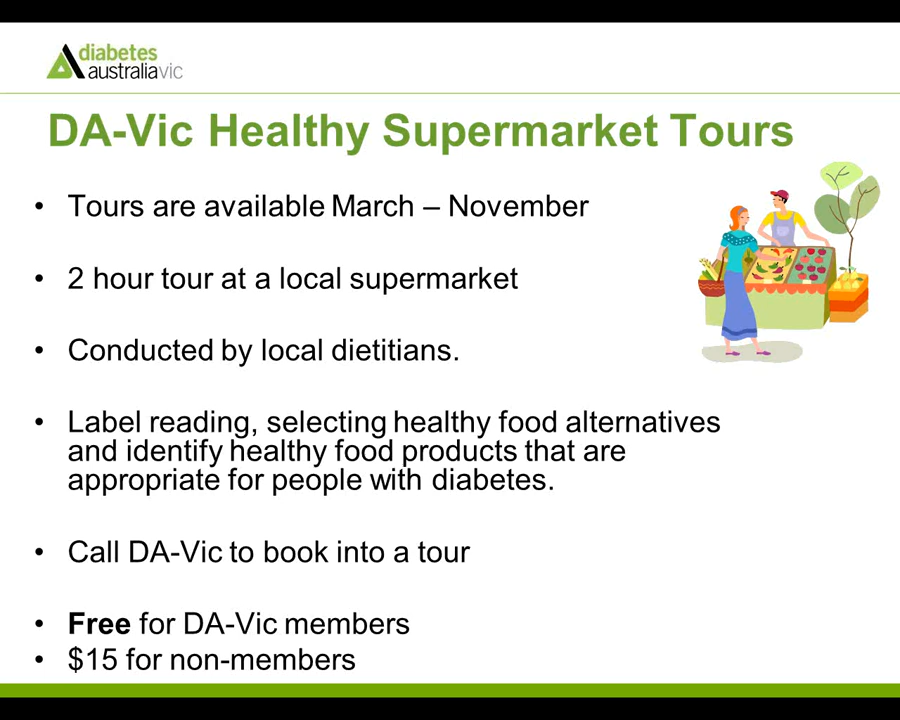 diabetes
australiavic
DA-Vic Healthy Supermarket Tours
• Tours are available March – November
• 2 hour tour at a local supermarket
• Conducted by local dietitians.
• Label reading, selecting healthy food alternatives
and identify healthy food products that are
appropriate for people with diabetes.
• Call DA-Vic to book into a tour
• Free for DA-Vic members
• $15 for non-members